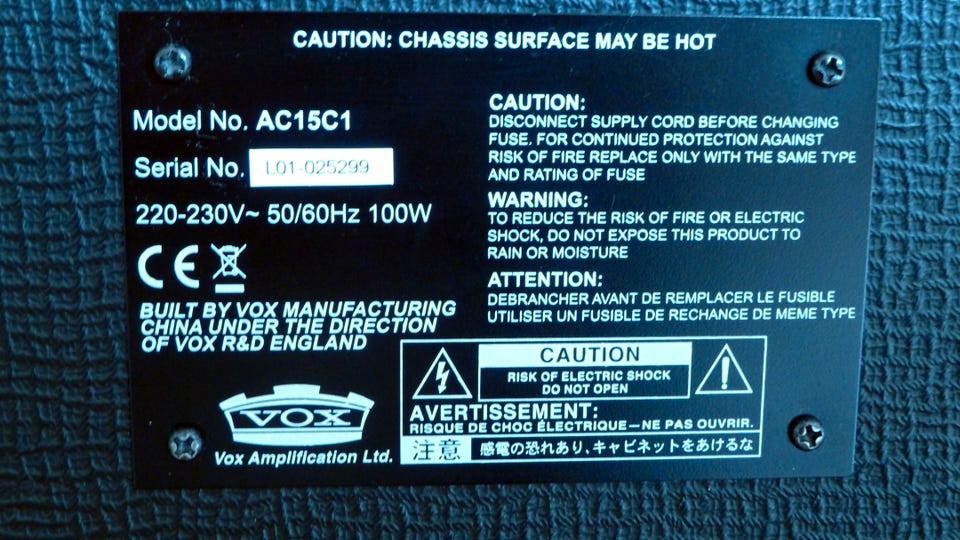 CAUTION: CHASSIS SURFACE MAY BE HOT
Model No. AC15C1
Serial No. L01-025299
220-230V~ 50/60Hz 100W
CE
BUILT BY VOX MANUFACTURING
CHINA UNDER THE DIRECTION
OF VOX R&D ENGLAND
VOX
Vox Amplification Ltd.
CAUTION:
DISCONNECT SUPPLY CORD BEFORE CHANGING
FUSE. FOR CONTINUED PROTECTION AGAINST
RISK OF FIRE REPLACE ONLY WITH THE SAME TYPE
AND RATING OF FUSE
WARNING:
TO REDUCE THE RISK OF FIRE OR ELECTRIC
SHOCK, DO NOT EXPOSE THIS PRODUCT TO
RAIN OR MOISTURE
ATTENTION:
DEBRANCHER AVANT DE REMPLACER LE FUSIBLE
UTILISER UN FUSIBLE DE RECHANGE DE MEME TYPE
CAUTION
RISK OF ELECTRIC SHOCK
DO NOT OPEN
AVERTISSEMENT:
RISQUE DE CHOC ÉLECTRIQUE—NE PAS OUVRIR.
注意 感電の恐れあり、キャビネットをあけるな